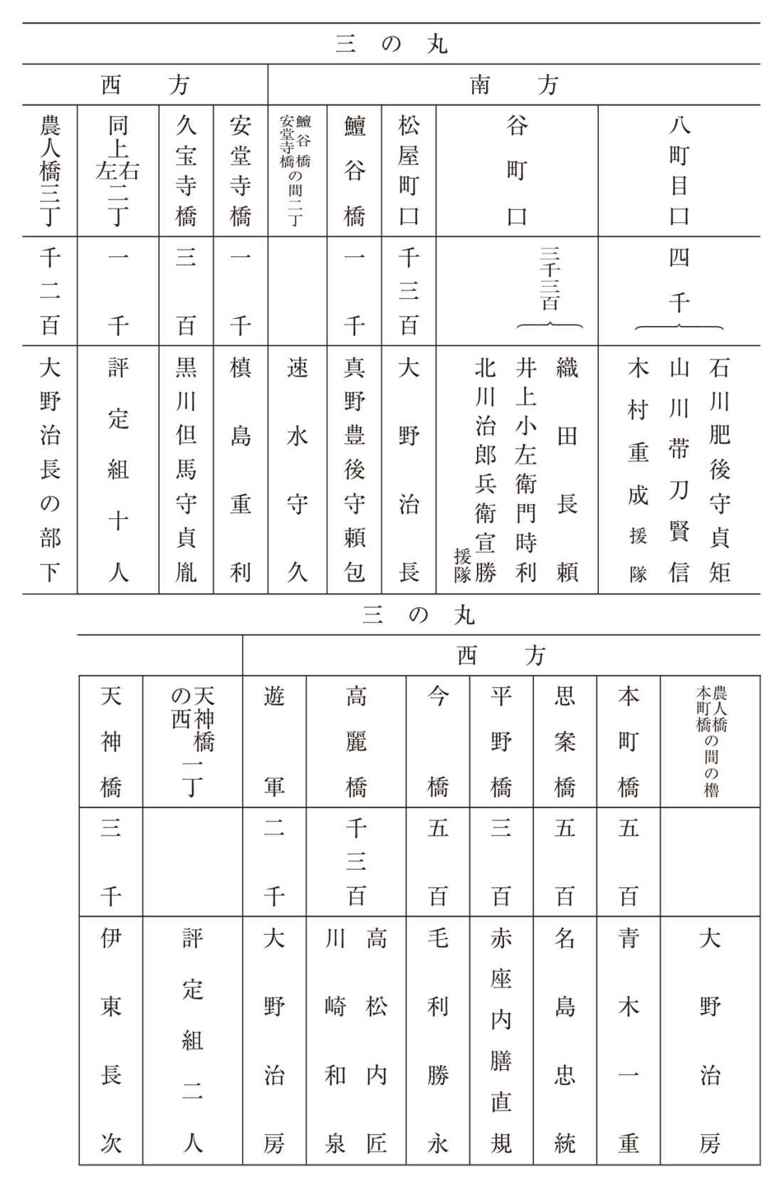 三の丸
南方
八町目口
四千
石川肥後守貞矩
山川帯刀賢信
木村重成援隊
谷町口
三千三百
織田長頼
井上小左衛門時利
北川治郎兵衛宣勝
援隊
松屋町口
千三百
大野治長
鱣谷橋
一千
真野豊後守頼包
鱣谷橋
安堂寺橋の間二丁
速水守久
西方
安堂寺橋
一千
槙島重利
久宝寺橋
三百
黒川但馬守貞胤
同上左右二丁
一千
評定組十人
農人橋三丁
千二百
大野治長の部下
三の丸
西方
農人橋
本町橋の間の櫓
大野治房
本町橋
五百
青木一重
思案橋
五百
名島忠統
平野橋
三百
赤座内膳直規
今橋
五百
毛利勝永
高麗橋
千三百
高松内匠
川崎和泉
遊軍
二千
大野治房
天神橋一丁
の西
評定組二人
天神橋
三千
伊東長次